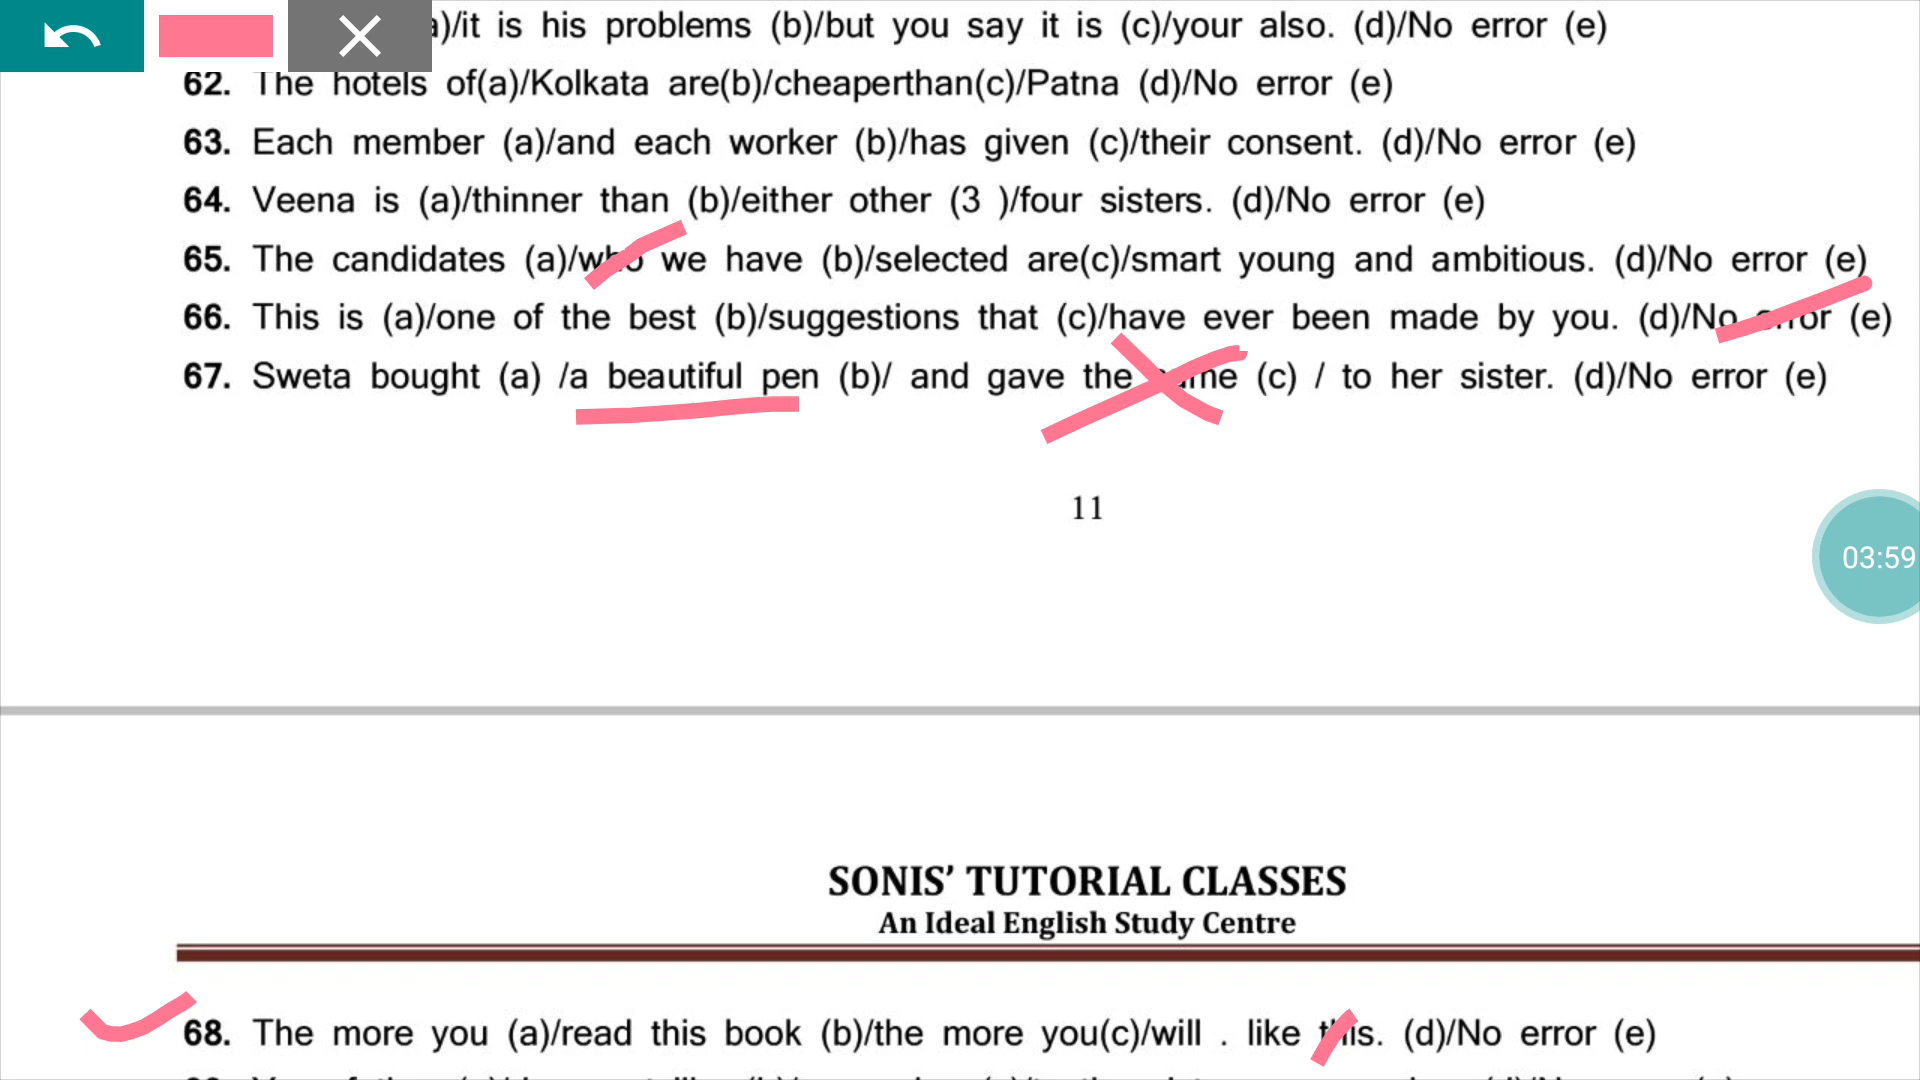 )/it is his problems (b)/but you say it is (c)/your also. (d)/No error (e)
62. The hotels of(a)/Kolkata are(b)/cheaperthan(c)/Patna (d)/No error (e)
63. Each member (a)/and each worker (b)/has given (c)/their consent. (d)/No error (e)
64. Veena is (a)/thinner than (b)/either other (3 )/four sisters. (d)/No error (e)
65. The candidates (a)/who we have (b)/selected are(c)/smart young and ambitious. (d)/No error (e)
66. This is (a)/one of the best (b)/suggestions that (c)/have ever been made by you. (d)/No error (e)
67. Sweta bought (a) /a beautiful pen (b)/ and gave the same (c) / to her sister. (d)/No error (e)
11
03:59
SONIS’ TUTORIAL CLASSES
An Ideal English Study Centre
68. The more you (a)/read this book (b)/the more you(c)/will . like this. (d)/No error (e)